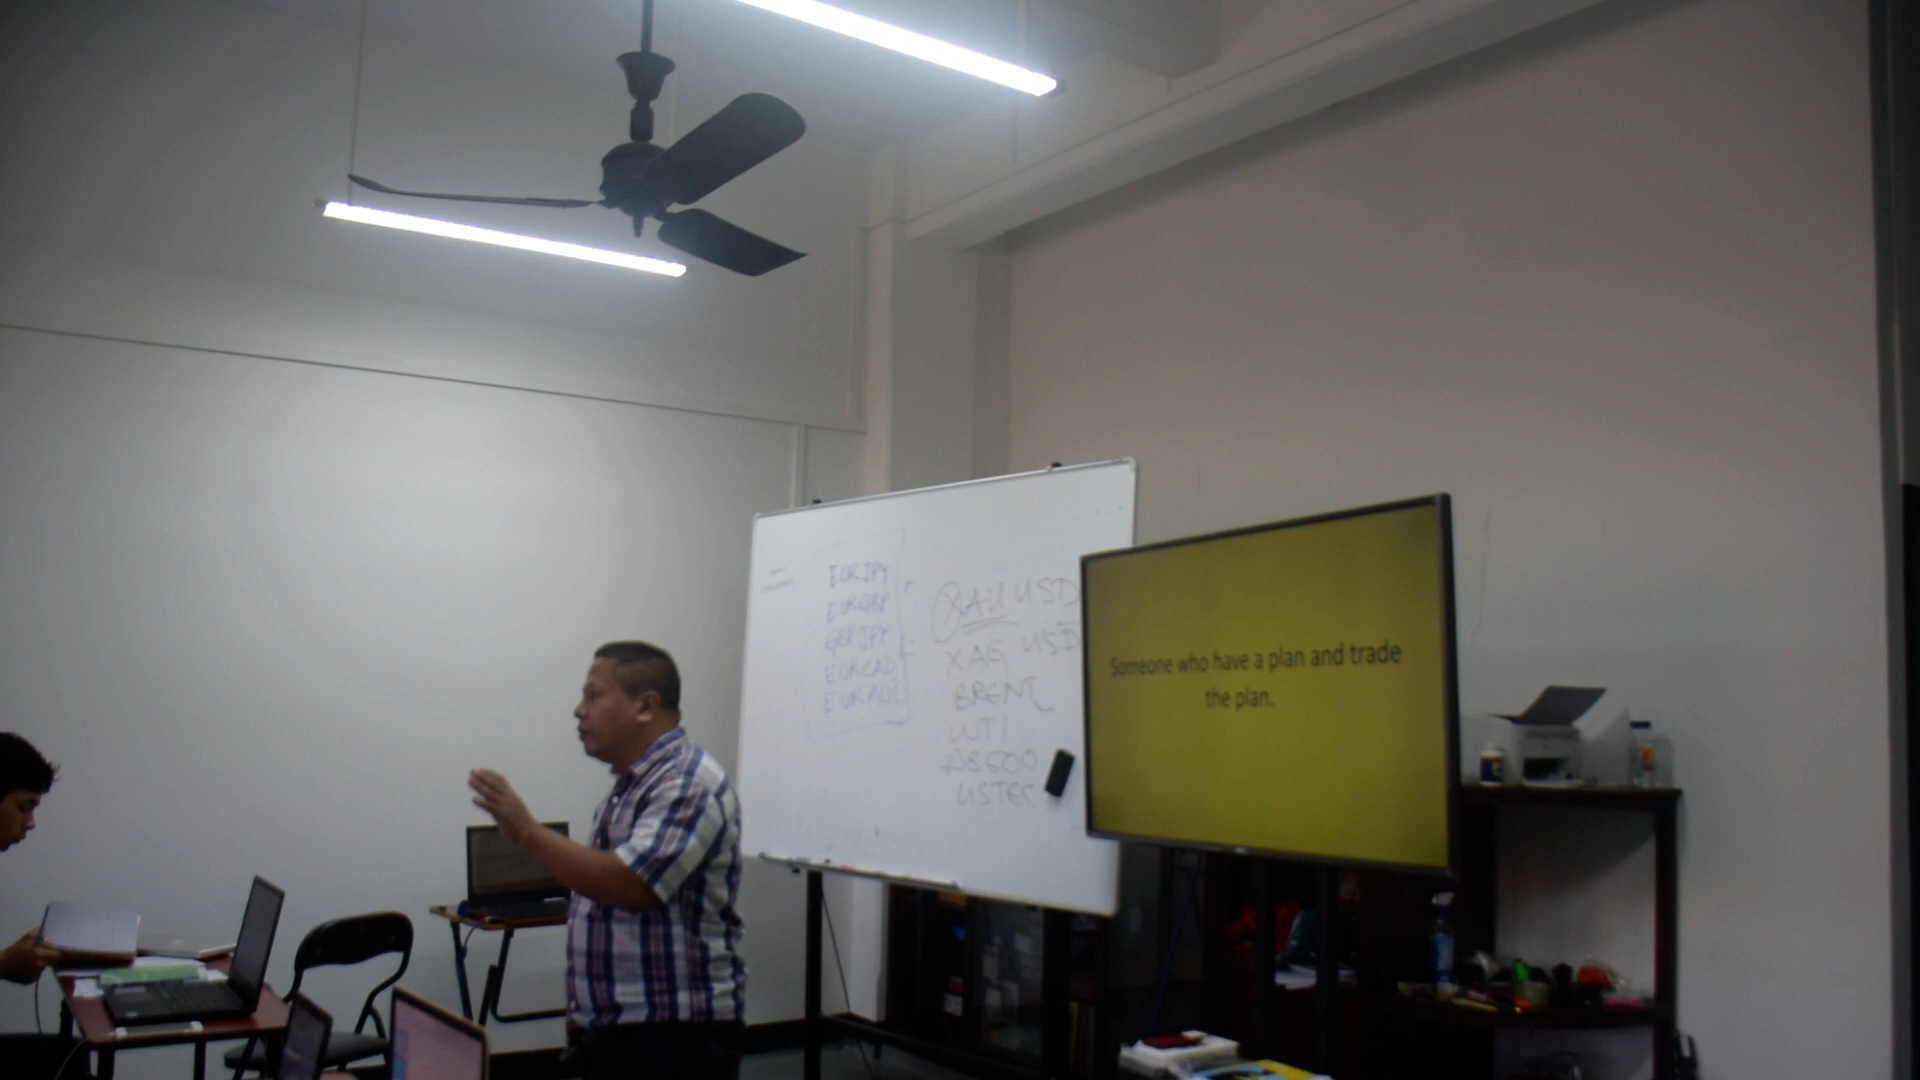 EURJPY
EURGBP
GBPJPY
EURCAD
EURAUD
XAUUSD
XAGUSD
BRENT
WTI
US500
USTEC
Someone who have a plan and trade
the plan.